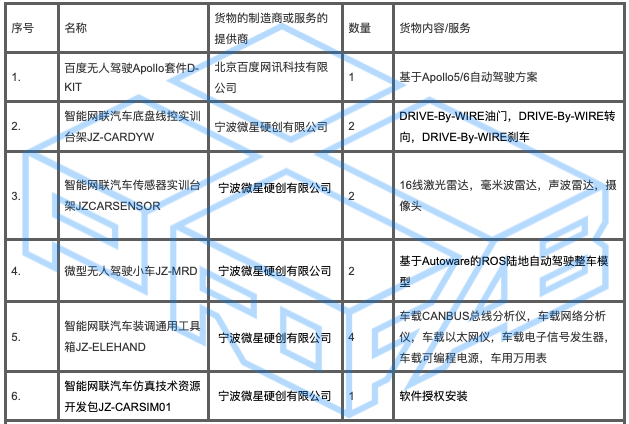 序号
名称
货物的制造商或服务的
提供商
数量
货物内容/服务
1.
百度无人驾驶Apollo套件D-
KIT
北京百度网讯科技有限
公司
1
基于Apollo5/6自动驾驶方案
2.
智能网联汽车底盘线控实训
台架JZ-CARDYW
宁波微星硬创有限公司
2
DRIVE-By-WIRE油门，DRIVE-By-WIRE转
向，DRIVE-By-WIRE刹车
3.
智能网联汽车传感器实训台
架JZCARSENSOR
宁波微星硬创有限公司
2
16线激光雷达，毫米波雷达，声波雷达，摄
像头
4.
微型无人驾驶小车JZ-MRD
宁波微星硬创有限公司
2
基于Autoware的ROS陆地自动驾驶整车模
型
5.
智能网联汽车装调通用工具
箱JZ-ELEHAND
宁波微星硬创有限公司
4
车载CANBUS总线分析仪，车载网络分析
仪，车载以太网仪，车载电子信号发生器，
车载可编程电源，车用万用表
6.
智能网联汽车仿真技术资源
开发包JZ-CARSIM01
宁波微星硬创有限公司
1
软件授权安装